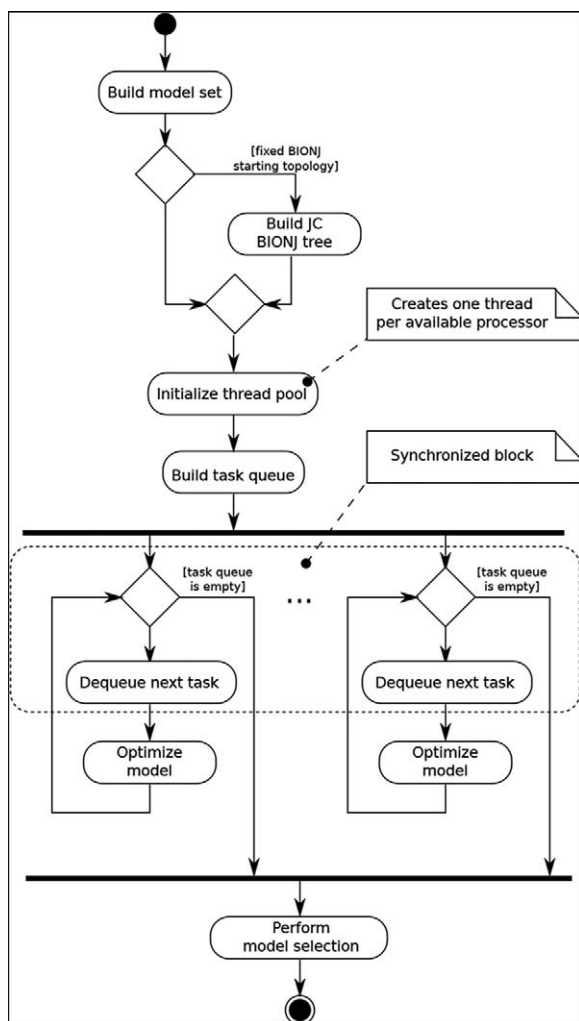 Build model set
[fixed BIONJ
starting topology]
Build JC
BIONJ tree
Creates one thread
per available processor
Initialize thread pool
Synchronized block
Build task queue
[task queue
is empty]
...
[task queue
is empty]
Dequeue next task
Dequeue next task
Optimize
model
Optimize
model
Perform
model selection